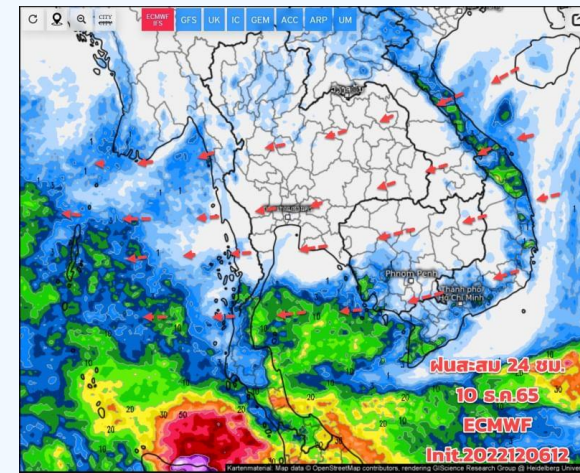 CITY
CITY
ECMWF
IFS
GFS
UK
IC
GEM
ACC
ARP
UM
Phnom Penh
Thành phố
Hồ Chí Minh
ฝนสะสม 24 ชม.
10 ธ.ค.65
ECMWF
Init.2022120612
Kartenmaterial: Map data © OpenStreetMap contributors, rendering GIScience Research Group @ Heidelberg Univ